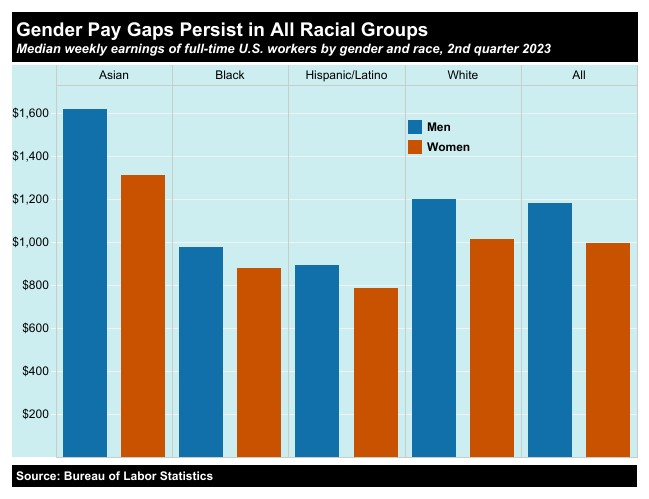 Gender Pay Gaps Persist in All Racial Groups
Median weekly earnings of full-time U.S. workers by gender and race, 2nd quarter 2023
Asian Black Hispanic/Latino White All
$1,600
Men
Women
$1,400
$1,200
$1,000
$800
$600
$400
$200
Source: Bureau of Labor Statistics